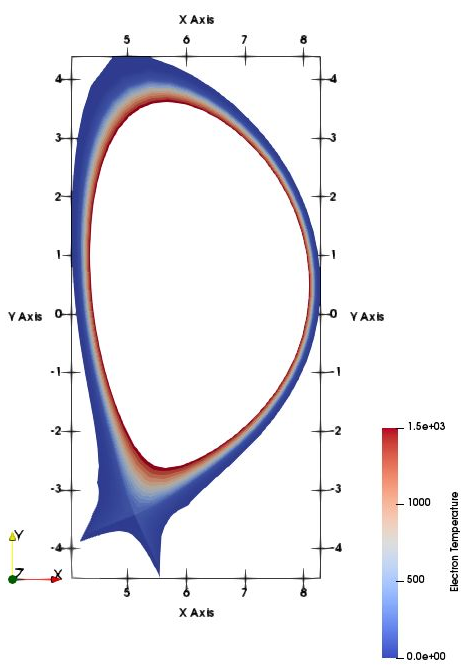 X Axis
5 6 7 8
4 4
3 3
2 2
1 1
Y Axis 0 0 Y Axis
-1 -1
-2 -2
-3 -3
-4 -4
5 6 7 8
X Axis
Y
Z X
1.5e+03
1000
500
0.0e+00
Electron Temperature